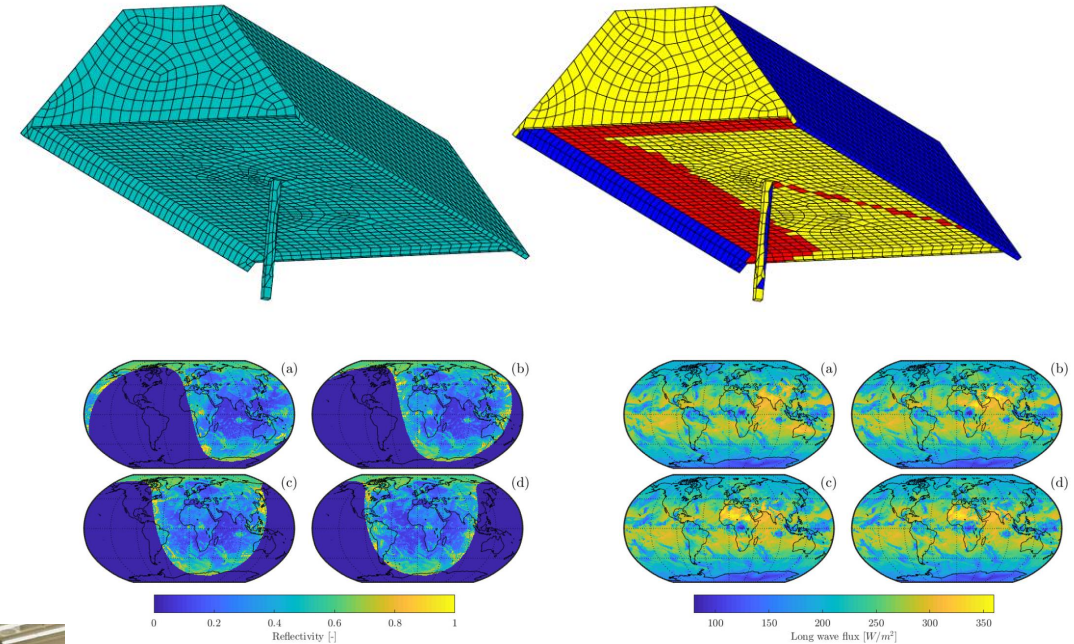 (a) (b) (a) (b)
(c) (d) (c) (d)
0 0.2 0.4 0.6 0.8 1 100 150 200 250 300 350
Reflectivity [-] Long wave flux [W/m²]